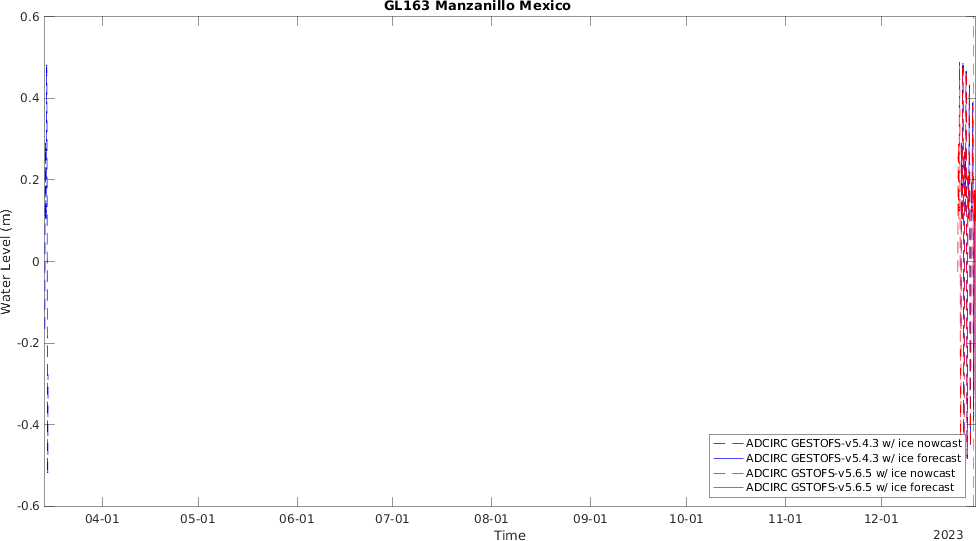 GL163 Manzanillo Mexico
0.6
0.4
0.2
0
-0.2
-0.4
-0.6
Water Level (m)
ADCIRC GESTOFS-v5.4.3 w/ ice nowcast
ADCIRC GESTOFS-v5.4.3 w/ ice forecast
ADCIRC GSTOFS-v5.6.5 w/ ice nowcast
ADCIRC GSTOFS-v5.6.5 w/ ice forecast
04-01 05-01 06-01 07-01 08-01 09-01 10-01 11-01 12-01
Time
2023